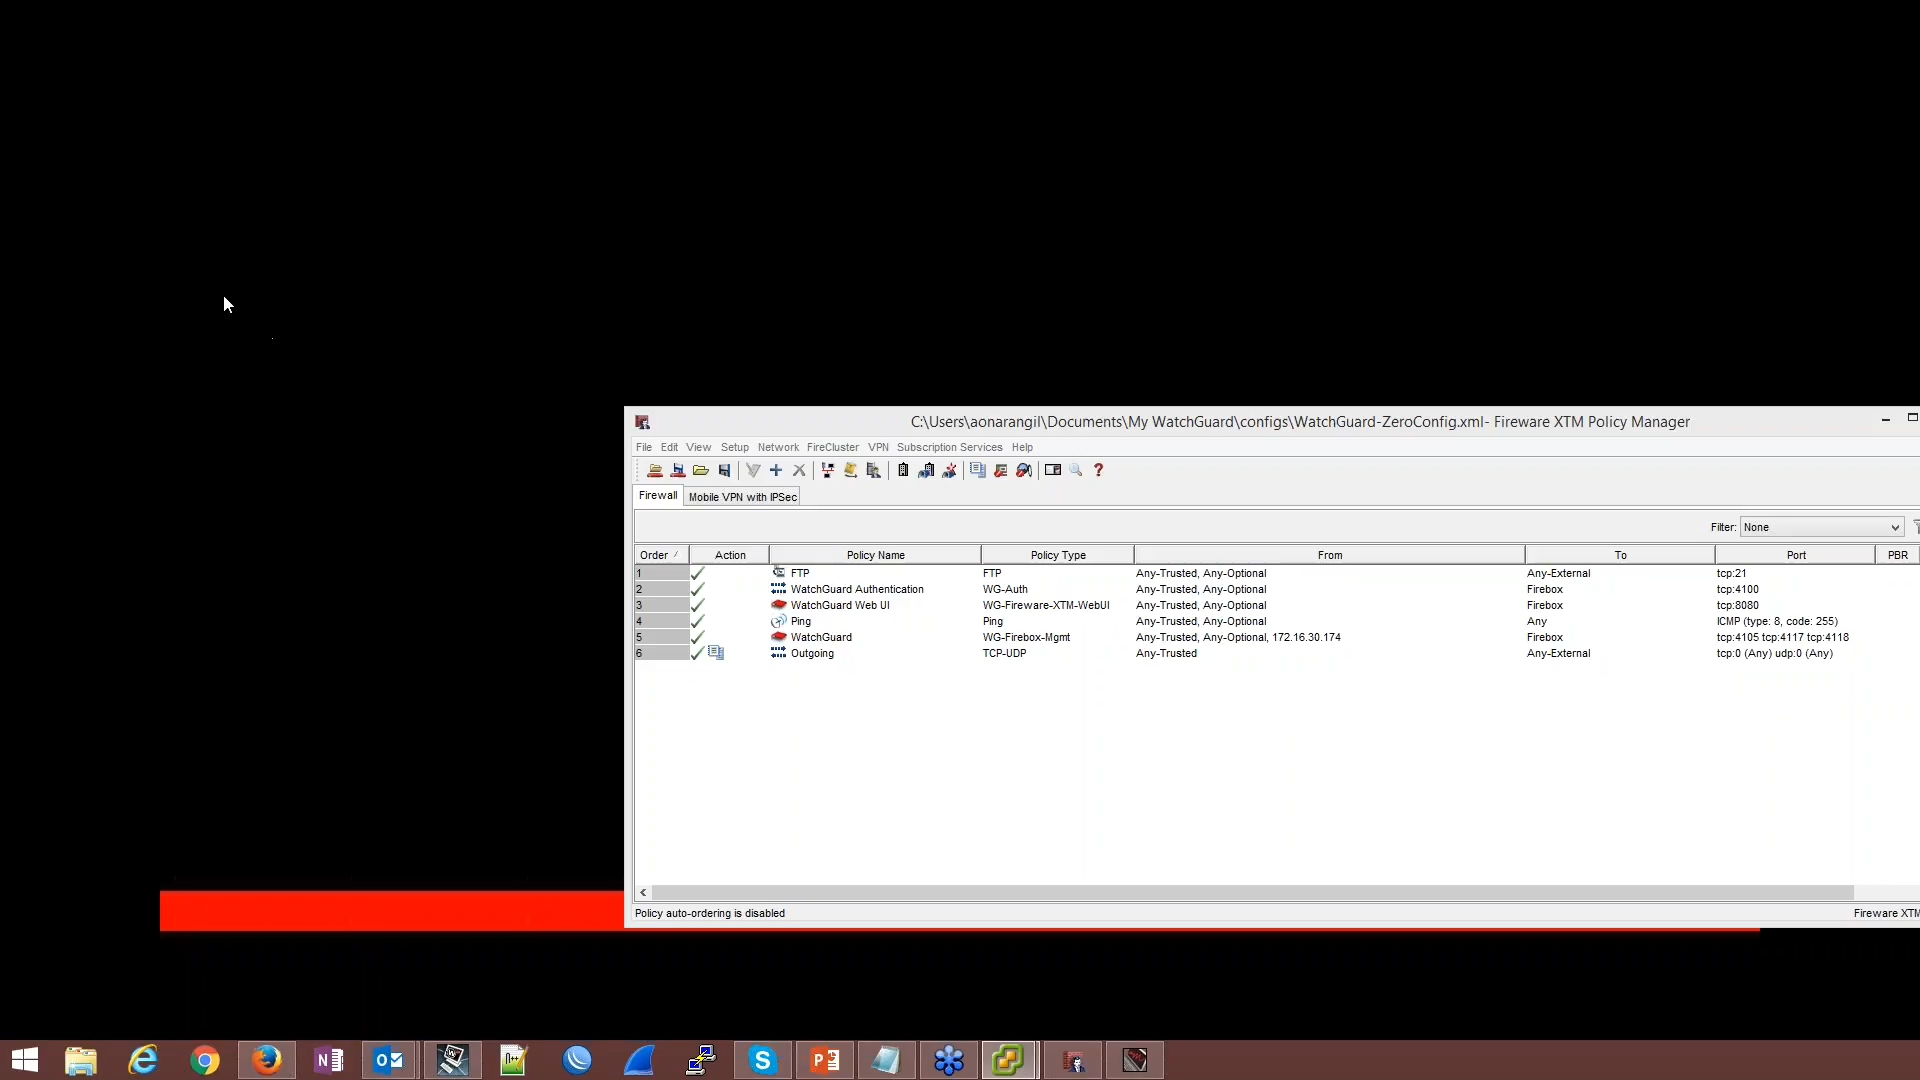 C:\Users\aonarangil\Documents\My WatchGuard\configs\WatchGuard-ZeroConfig.xml- Fireware XTM Policy Manager
File Edit View Setup Network FireCluster VPN Subscription Services Help
Firewall Mobile VPN with IPSec
Filter: None
Order Action Policy Name Policy Type From To Port PBR
1 FTP FTP Any-Trusted, Any-Optional Any-External tcp:21
2 WatchGuard Authentication WG-Auth Any-Trusted, Any-Optional Firebox tcp:4100
3 WatchGuard Web UI WG-Fireware-XTM-WebUI Any-Trusted, Any-Optional Firebox tcp:8080
4 Ping Ping Any-Trusted, Any-Optional Any ICMP (type: 8, code: 255)
5 WatchGuard WG-Firebox-Mgmt Any-Trusted, Any-Optional, 172.16.30.174 Firebox tcp:4105 tcp:4117 tcp:4118
6 Outgoing TCP-UDP Any-Trusted Any-External tcp:0 (Any) udp:0 (Any)
Policy auto-ordering is disabled Fireware XTM